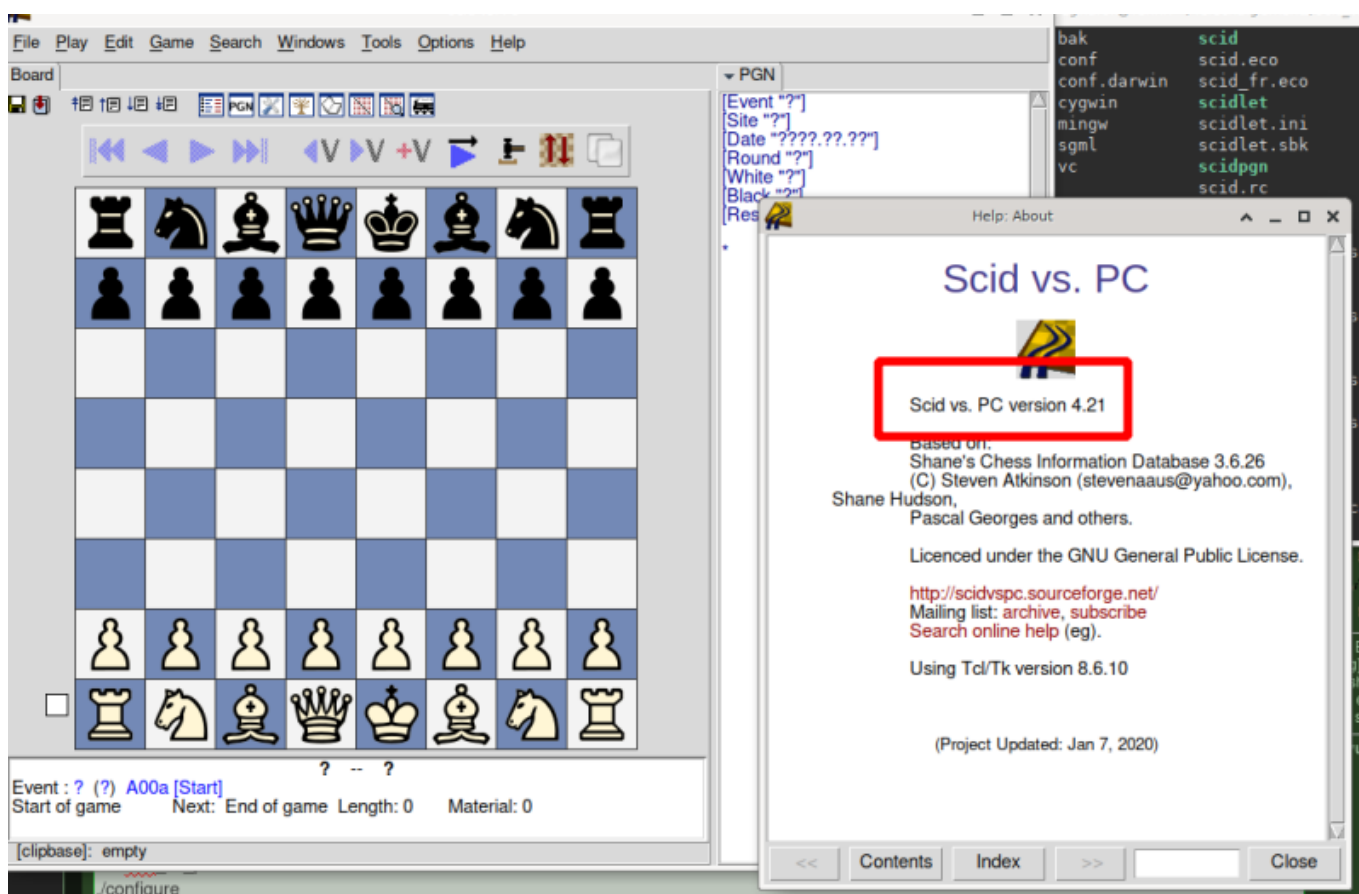 File Play Edit Game Search Windows Tools Options Help
Board
PGN
PGN
V V +V
[Event "?"]
[Site "?"]
[Date "????.??.??"]
[Round "?"]
[White "?"]
[Black "?"]
[Res
*
bak scid
conf scid.eco
conf.darwin scid_fr.eco
cygwin scidlet
mingw scidlet.ini
sgml scidlet.sbk
vc scidpgn
scid.rc
Help: About
Scid vs. PC
Scid vs. PC version 4.21
Based on:
Shane's Chess Information Database 3.6.26
(C) Steven Atkinson (stevenaaus@yahoo.com),
Shane Hudson,
Pascal Georges and others.
Licenced under the GNU General Public License.
http://scidvspc.sourceforge.net/
Mailing list: archive, subscribe
Search online help (eg).
Using Tcl/Tk version 8.6.10
(Project Updated: Jan 7, 2020)
<< Contents Index >> Close
? -- ?
Event : ? (?) A00a [Start]
Start of game Next: End of game Length: 0 Material: 0
[clipbase]: empty
./configure